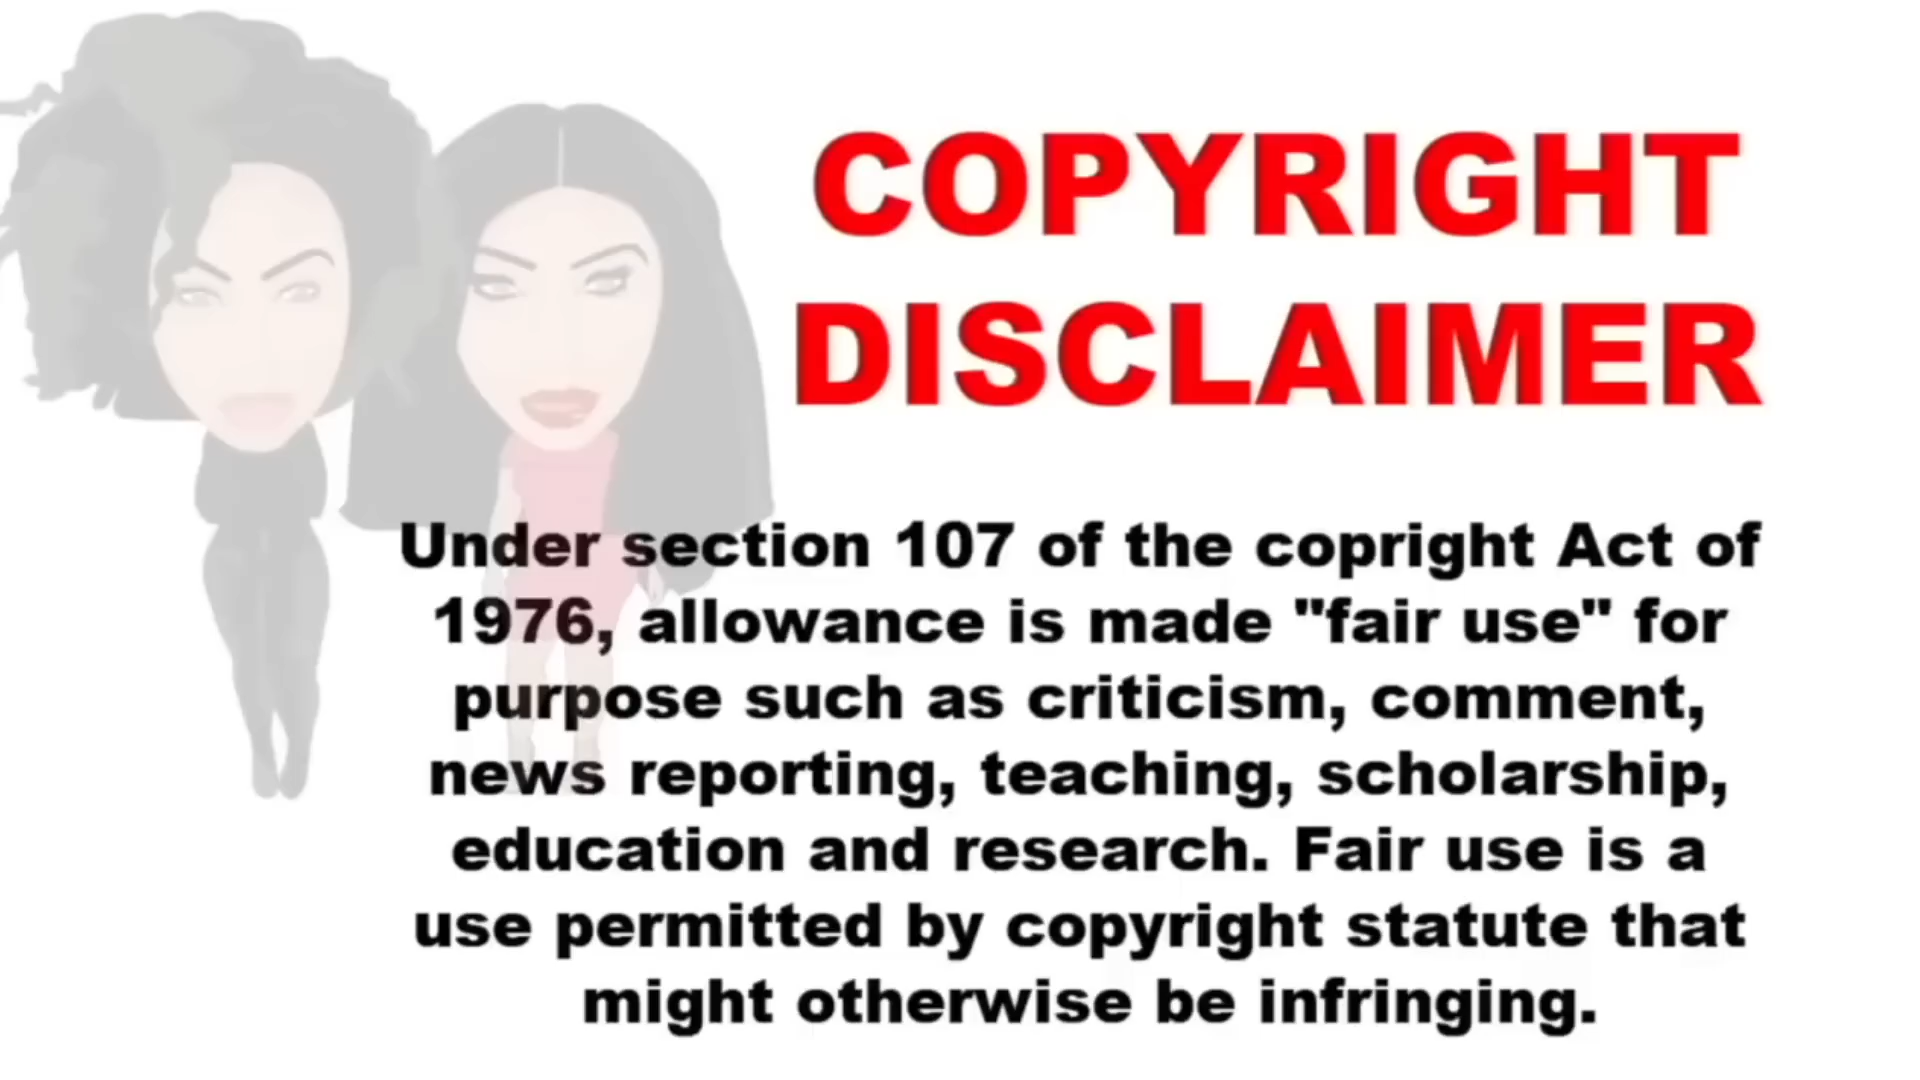 COPYRIGHT
DISCLAIMER
Under section 107 of the copright Act of
1976, allowance is made "fair use" for
purpose such as criticism, comment,
news reporting, teaching, scholarship,
education and research. Fair use is a
use permitted by copyright statute that
might otherwise be infringing.